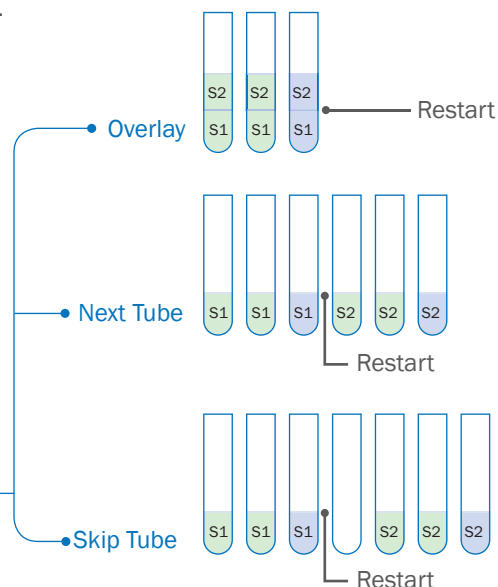 S2 S2 S2
Restart
Overlay
S1 S1 S1
Next Tube
S1 S1 S1 S2 S2 S2
Restart
Skip Tube
S1 S1 S1 S2 S2 S2
Restart